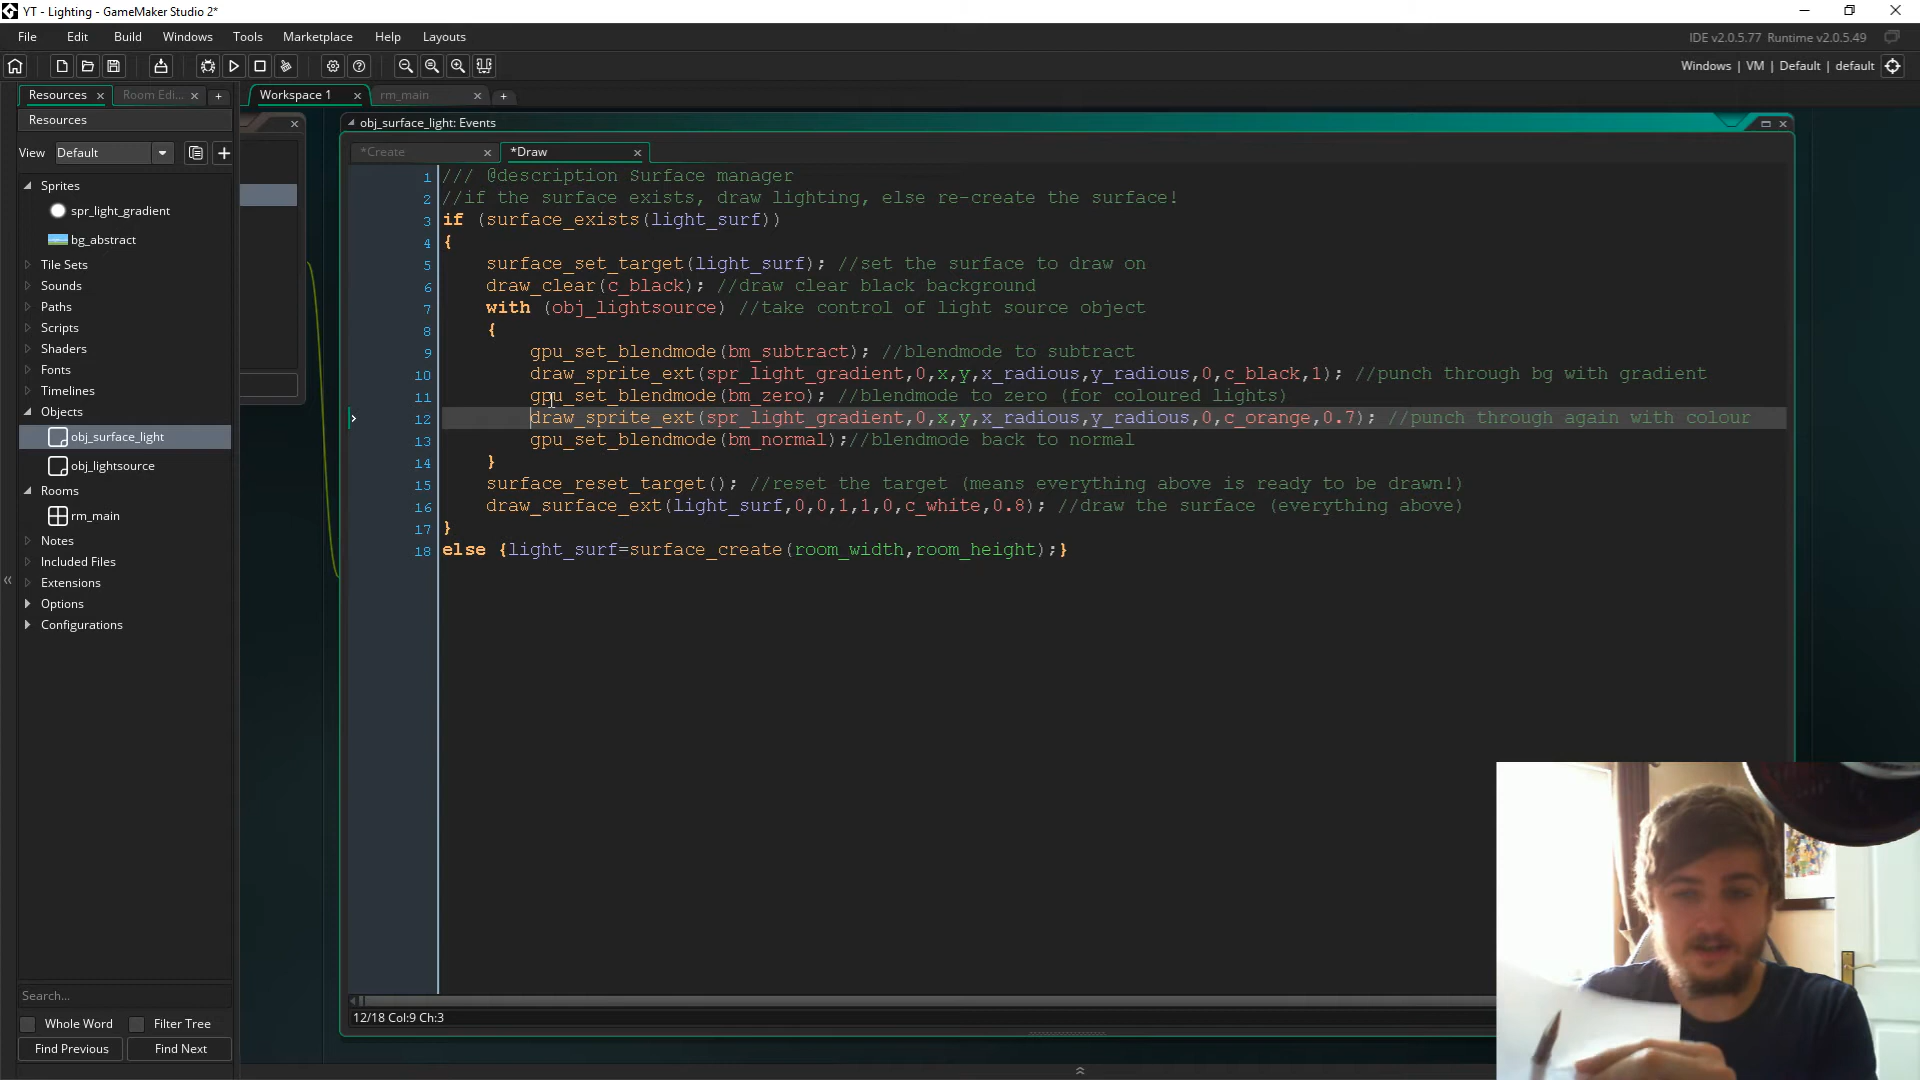 YT - Lighting - GameMaker Studio 2*
File Edit Build Windows Tools Marketplace Help Layouts
IDE v2.0.5.77 Runtime v2.0.5.49
Windows | VM | Default | default
Resources
Room Edi...
Workspace 1
rm_main
Resources
obj_surface_light: Events
View Default
*Create
*Draw
Sprites
spr_light_gradient
bg_abstract
Tile Sets
Sounds
Paths
Scripts
Shaders
Fonts
Timelines
Objects
obj_surface_light
obj_lightsource
Rooms
rm_main
Notes
Included Files
Extensions
Options
Configurations
1 /// @description Surface manager
2 //if the surface exists, draw lighting, else re-create the surface!
3 if (surface_exists(light_surf))
4 {
5 surface_set_target(light_surf); //set the surface to draw on
6 draw_clear(c_black); //draw clear black background
7 with (obj_lightsource) //take control of light source object
8 {
9 gpu_set_blendmode(bm_subtract); //blendmode to subtract
10 draw_sprite_ext(spr_light_gradient,0,x,y,x_radious,y_radious,0,c_black,1); //punch through bg with gradient
11 gpu_set_blendmode(bm_zero); //blendmode to zero (for coloured lights)
12 draw_sprite_ext(spr_light_gradient,0,x,y,x_radious,y_radious,0,c_orange,0.7); //punch through again with colour
13 gpu_set_blendmode(bm_normal);//blendmode back to normal
14 }
15 surface_reset_target(); //reset the target (means everything above is ready to be drawn!)
16 draw_surface_ext(light_surf,0,0,1,1,0,c_white,0.8); //draw the surface (everything above)
17 }
18 else {light_surf=surface_create(room_width,room_height);}
Search...
Whole Word Filter Tree
Find Previous Find Next
12/18 Col:9 Ch:3